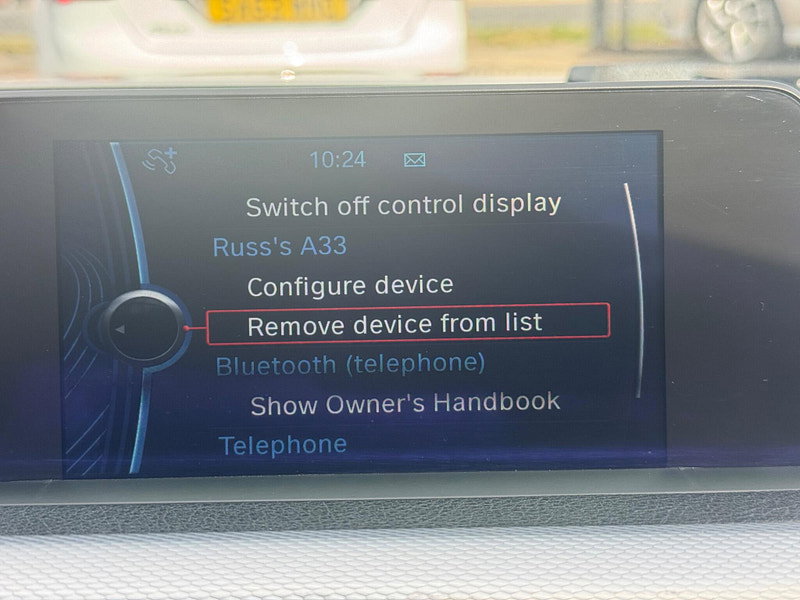 10:24
Switch off control display
Russ's A33
Configure device
Remove device from list
Bluetooth (telephone)
Show Owner's Handbook
Telephone